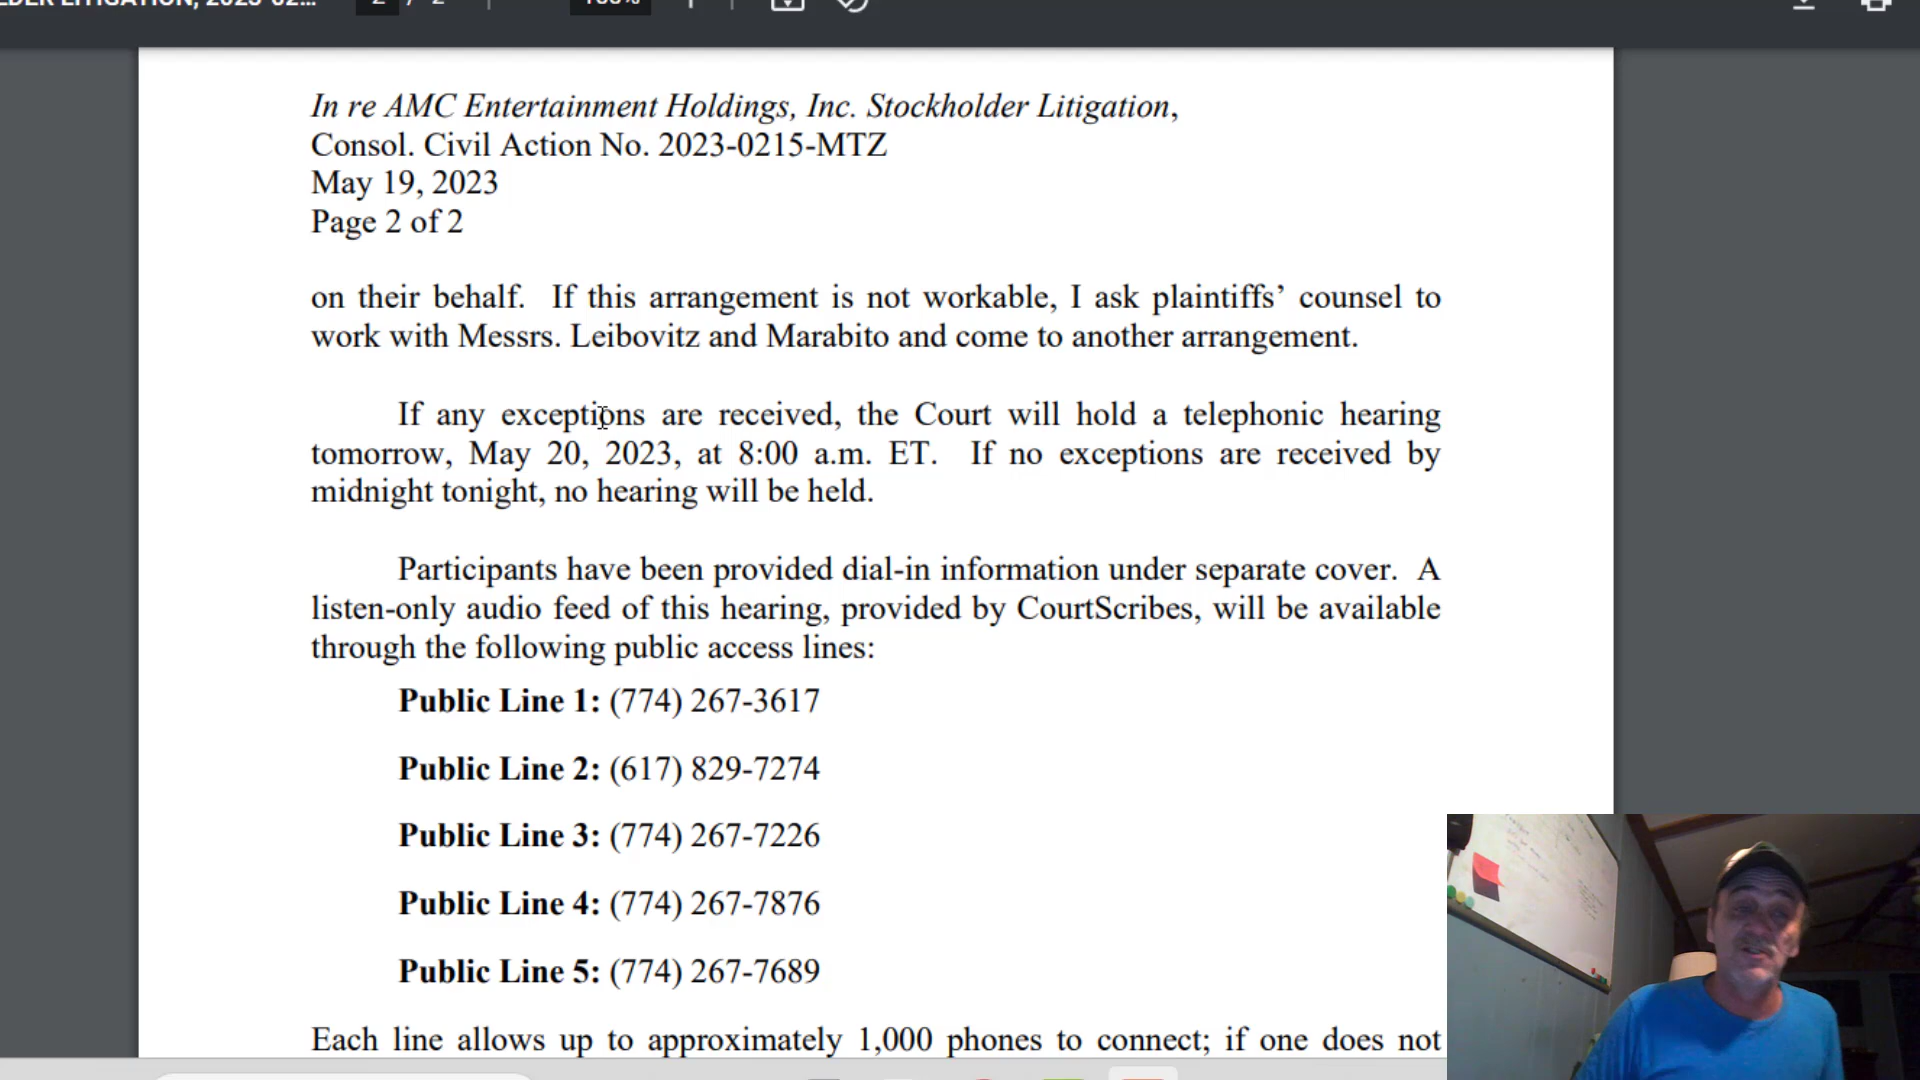 2 / 2
In re AMC Entertainment Holdings, Inc. Stockholder Litigation,
Consol. Civil Action No. 2023-0215-MTZ
May 19, 2023
Page 2 of 2
on their behalf. If this arrangement is not workable, I ask plaintiffs’ counsel to
work with Messrs. Leibovitz and Marabito and come to another arrangement.
If any exceptions are received, the Court will hold a telephonic hearing
tomorrow, May 20, 2023, at 8:00 a.m. ET. If no exceptions are received by
midnight tonight, no hearing will be held.
Participants have been provided dial-in information under separate cover. A
listen-only audio feed of this hearing, provided by CourtScribes, will be available
through the following public access lines:
Public Line 1: (774) 267-3617
Public Line 2: (617) 829-7274
Public Line 3: (774) 267-7226
Public Line 4: (774) 267-7876
Public Line 5: (774) 267-7689
Each line allows up to approximately 1,000 phones to connect; if one does not